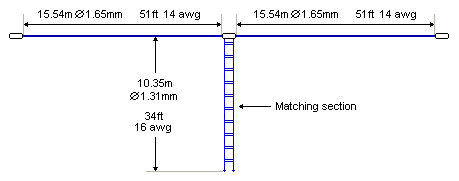 15.54m Ø1.65mm 51ft 14 awg 15.54m Ø1.65mm 51ft 14 awg
10.35m
Ø1.31mm
34ft
16 awg
Matching section